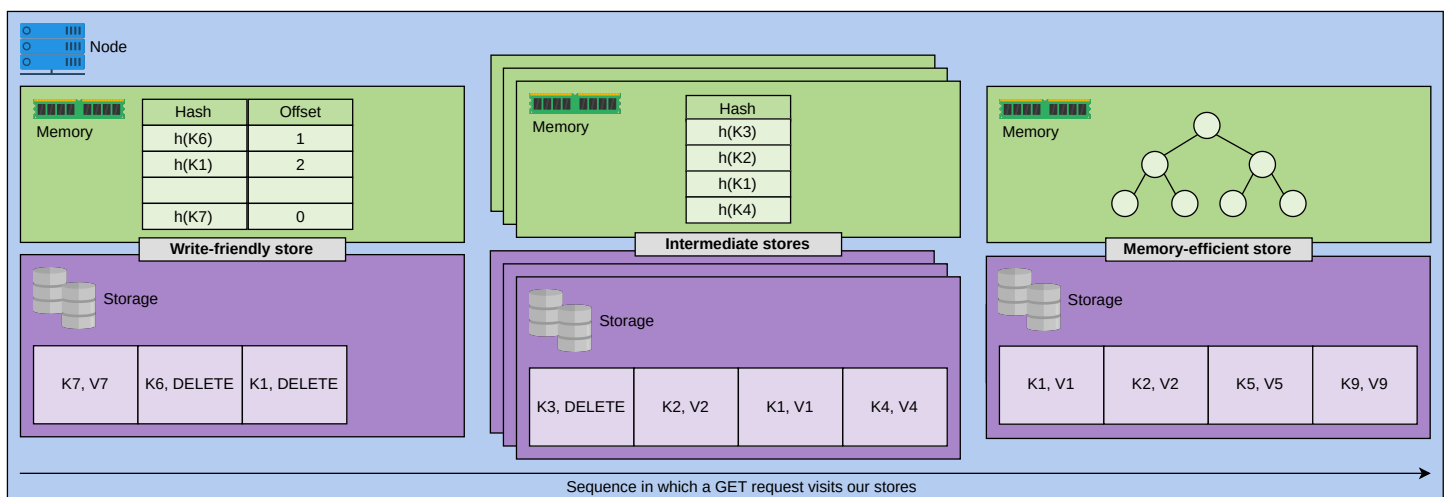 Node
Memory
Hash Offset
h(K6) 1
h(K1) 2
h(K7) 0
Write-friendly store
Storage
K7, V7 K6, DELETE K1, DELETE
Memory
Hash
h(K3)
h(K2)
h(K1)
h(K4)
Intermediate stores
Storage
K3, DELETE K2, V2 K1, V1 K4, V4
Memory
Memory-efficient store
Storage
K1, V1 K2, V2 K5, V5 K9, V9
Sequence in which a GET request visits our stores